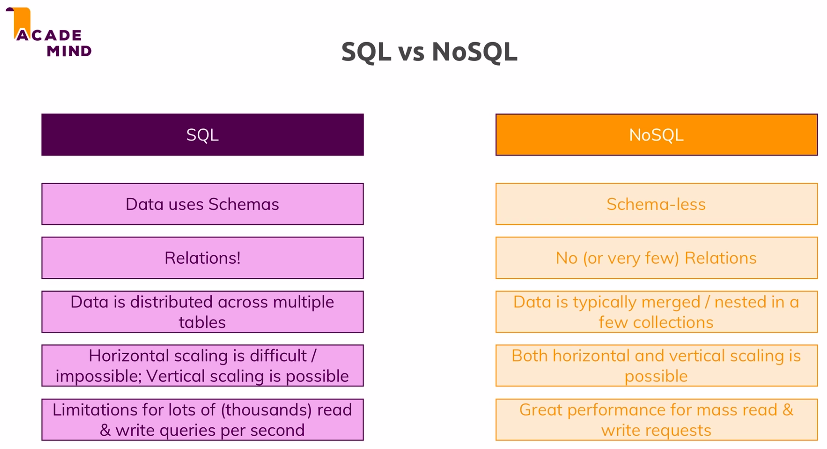 ACADE
MIND
SQL vs NoSQL
SQL
NoSQL
Data uses Schemas
Schema-less
Relations!
No (or very few) Relations
Data is distributed across multiple
tables
Data is typically merged / nested in a
few collections
Horizontal scaling is difficult /
impossible; Vertical scaling is possible
Both horizontal and vertical scaling is
possible
Limitations for lots of (thousands) read
& write queries per second
Great performance for mass read &
write requests